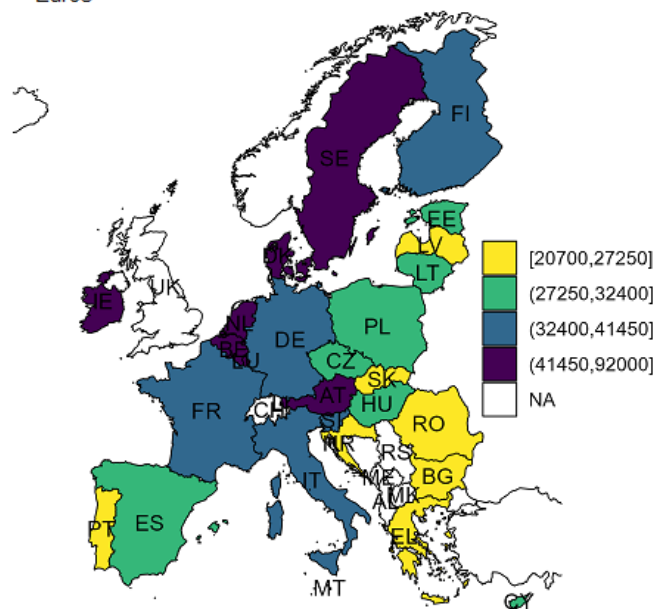 Euros
FI
SE
EE
LV
LT
DK
IE
UK
NL
BE
LU
DE
PL
CZ
SK
AT
HU
FR
CH
LI
SI
HR
RO
RS
BG
IT
ME
MK
AL
PT
ES
EL
MT
CY
[20700,27250]
(27250,32400]
(32400,41450]
(41450,92000]
NA